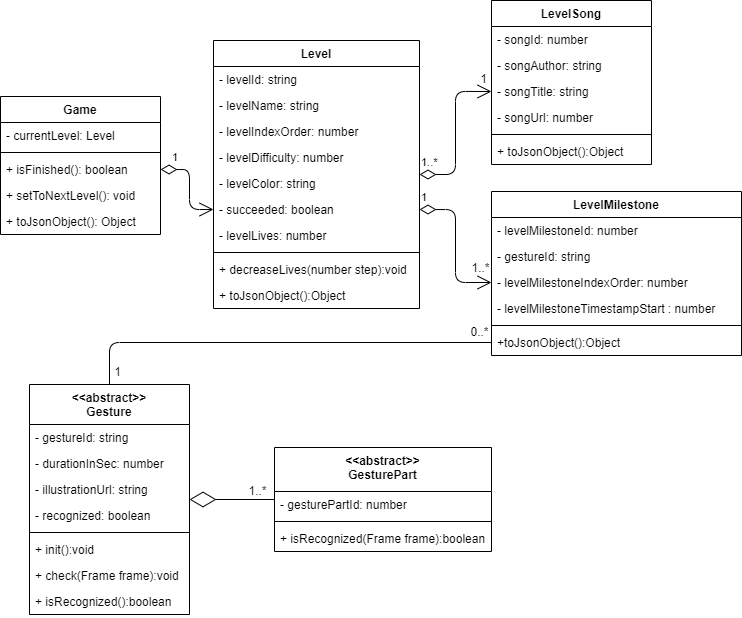 LevelSong
- songId: number
- songAuthor: string
- songTitle: string
- songUrl: number
+ toJsonObject():Object
Level
- levelId: string
- levelName: string
- levelIndexOrder: number
- levelDifficulty: number
- levelColor: string
- succeeded: boolean
- levelLives: number
+ decreaseLives(number step):void
+ toJsonObject():Object
Game
- currentLevel: Level
+ isFinished(): boolean
+ setToNextLevel(): void
+ toJsonObject(): Object
1
1
1..*
1
1..*
LevelMilestone
- levelMilestoneId: number
- gestureId: string
- levelMilestoneIndexOrder: number
- levelMilestoneTimestampStart : number
+toJsonObject():Object
0..*
1
<<abstract>>
Gesture
- gestureId: string
- durationInSec: number
- illustrationUrl: string
- recognized: boolean
+ init():void
+ check(Frame frame):void
+ isRecognized():boolean
1..*
<<abstract>>
GesturePart
- gesturePartId: number
+ isRecognized(Frame frame):boolean